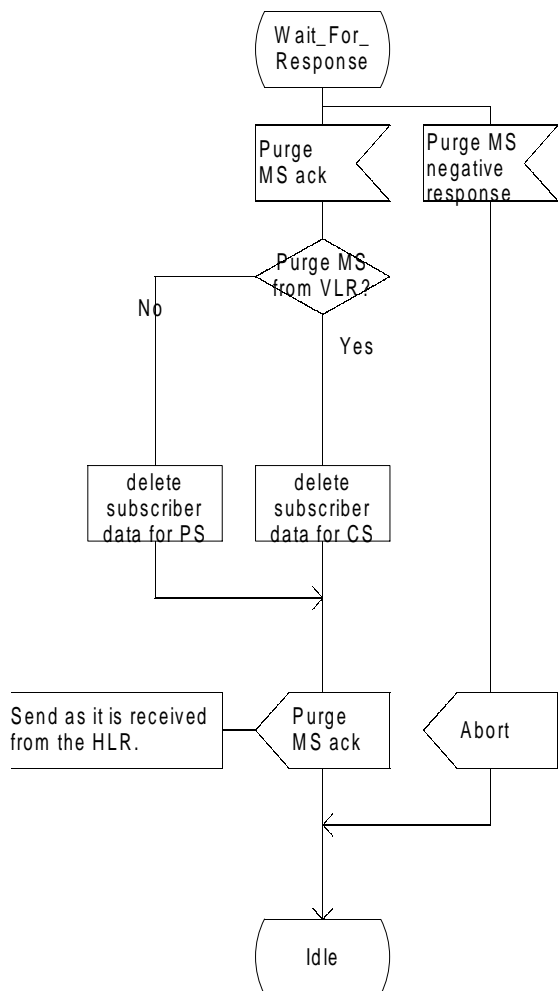 Wait_For_
Response
Purge
MS ack
Purge MS
negative
response
Purge MS
from VLR?
No
Yes
delete
subscriber
data for PS
delete
subscriber
data for CS
Send as it is received
from the HLR.
Purge
MS ack
Abort
Idle